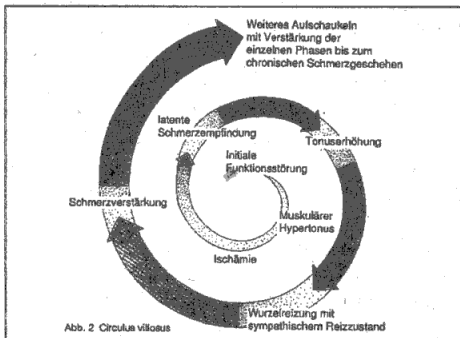 Weiteres Aufschaukeln
mit Verstärkung der
einzelnen Phasen bis zum
chronischen Schmerzgeschehen
latente
Schmerzempfindung
Tonuserhöhung
Initiale
Funktionsstörung
Schmerzverstärkung
Muskulärer
Hypertonus
Ischämie
Wurzelreizung mit
sympathischem Reizzustand
Abb. 2 Circulus vitiosus